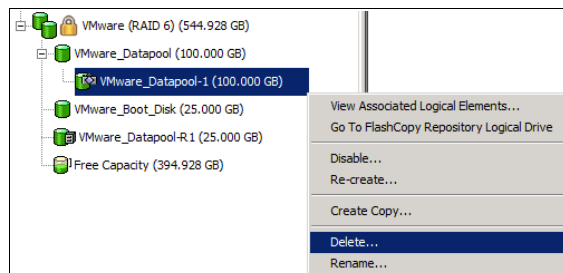 VMware (RAID 6) (544.928 GB)
VMware_Datapool (100.000 GB)
VMware_Datapool-1 (100.000 GB)
VMware_Boot_Disk (25.000 GB)
VMware_Datapool-R1 (25.000 GB)
Free Capacity (394.928 GB)
View Associated Logical Elements...
Go To FlashCopy Repository Logical Drive
Disable...
Re-create...
Create Copy...
Delete...
Rename...